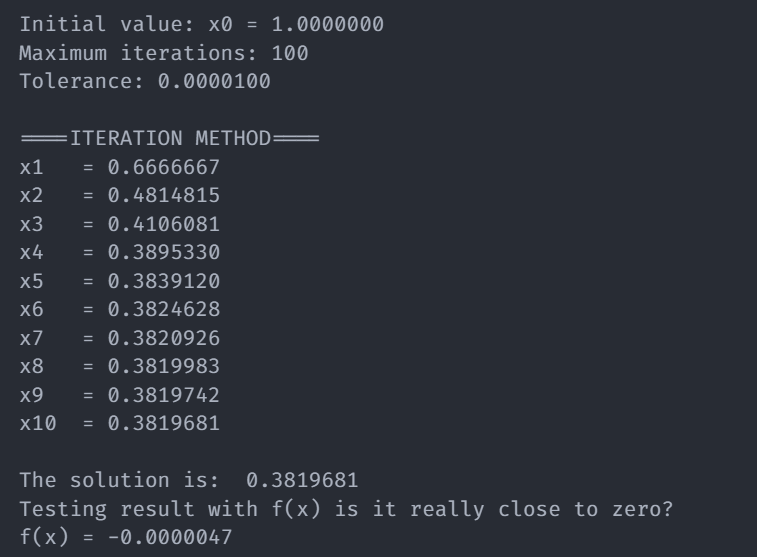 Initial value: x0 = 1.0000000
Maximum iterations: 100
Tolerance: 0.0000100
====ITERATION METHOD====
x1 = 0.6666667
x2 = 0.4814815
x3 = 0.4106081
x4 = 0.3895330
x5 = 0.3839120
x6 = 0.3824628
x7 = 0.3820926
x8 = 0.3819983
x9 = 0.3819742
x10 = 0.3819681
The solution is: 0.3819681
Testing result with f(x) is it really close to zero?
f(x) = -0.0000047